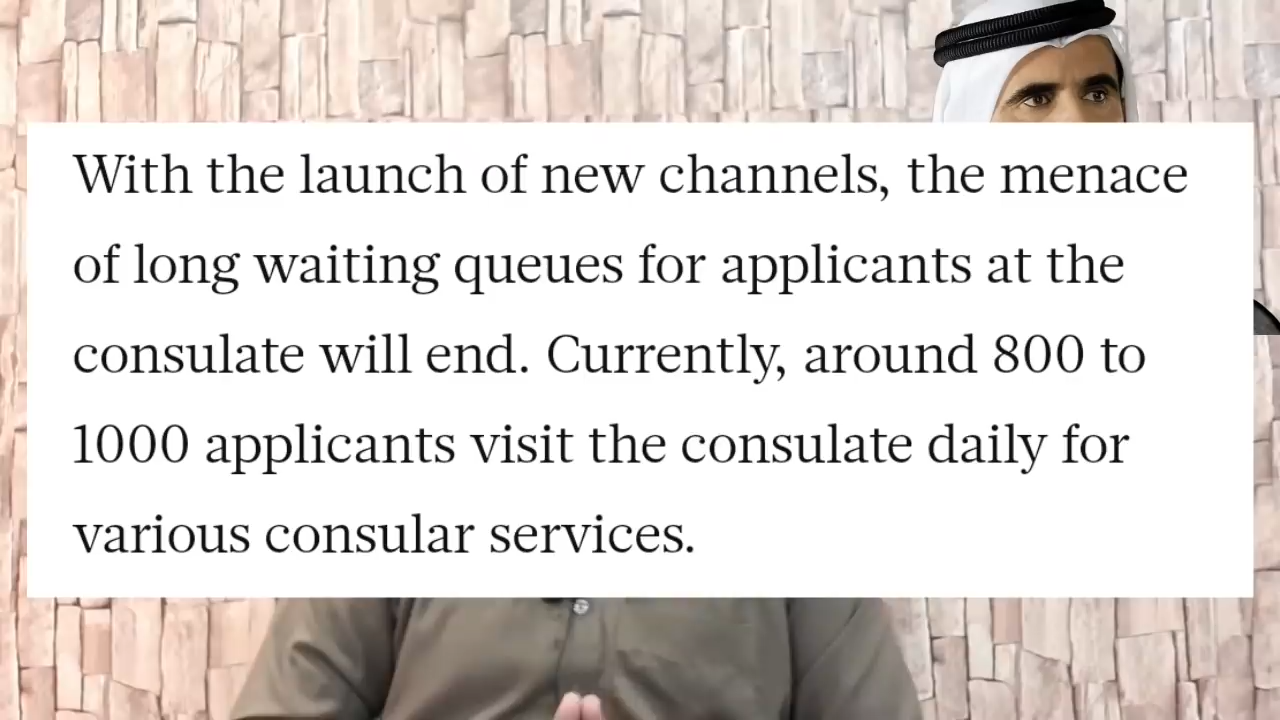 With the launch of new channels, the menace
of long waiting queues for applicants at the
consulate will end. Currently, around 800 to
1000 applicants visit the consulate daily for
various consular services.